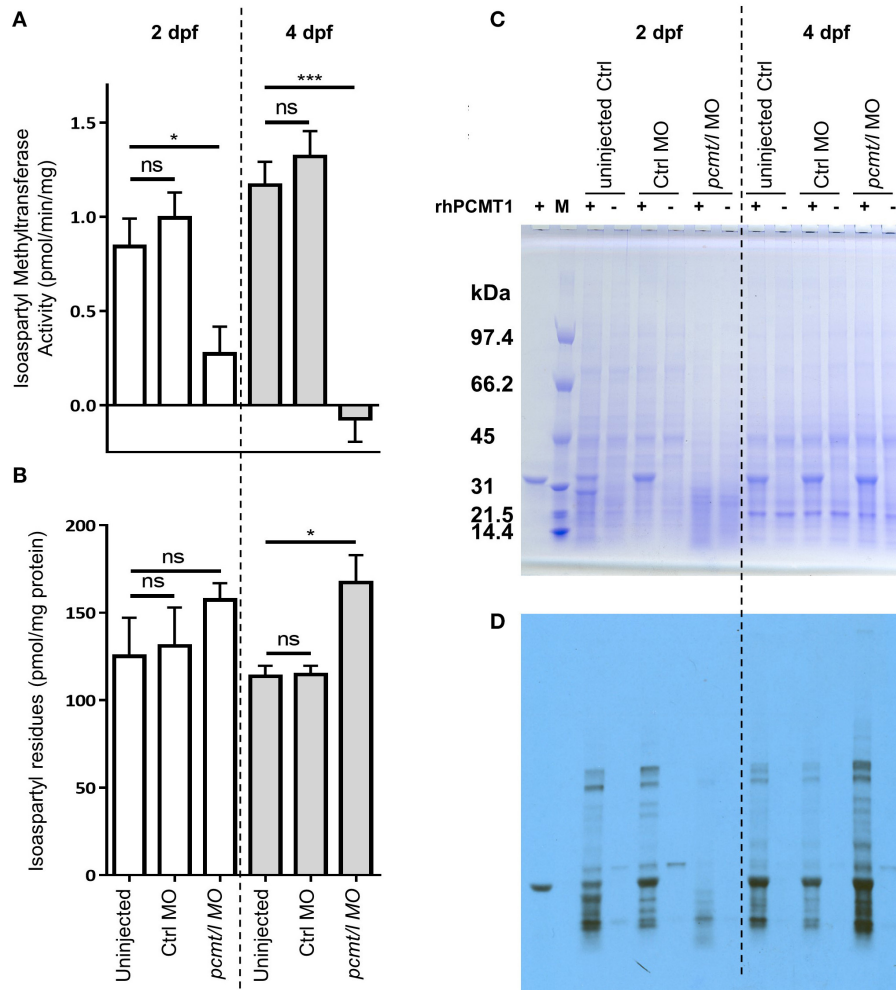 A
2 dpf
4 dpf
***
*
ns
ns
1.5
1.0
0.5
0.0
Isoaspartyl Methyltransferase
Activity (pmol/min/mg)
B
ns
ns
*
ns
200
150
100
50
0
Isoaspartyl residues (pmol/mg protein)
Uninjected
Ctrl MO
pcmt/l MO
Uninjected
Ctrl MO
pcmt/l MO
C
2 dpf
4 dpf
uninjected Ctrl
Ctrl MO
pcmt/l MO
uninjected Ctrl
Ctrl MO
pcmt/l MO
rhPCMT1 + M + - + - + - + - + - + -
kDa
97.4
66.2
45
31
21.5
14.4
D